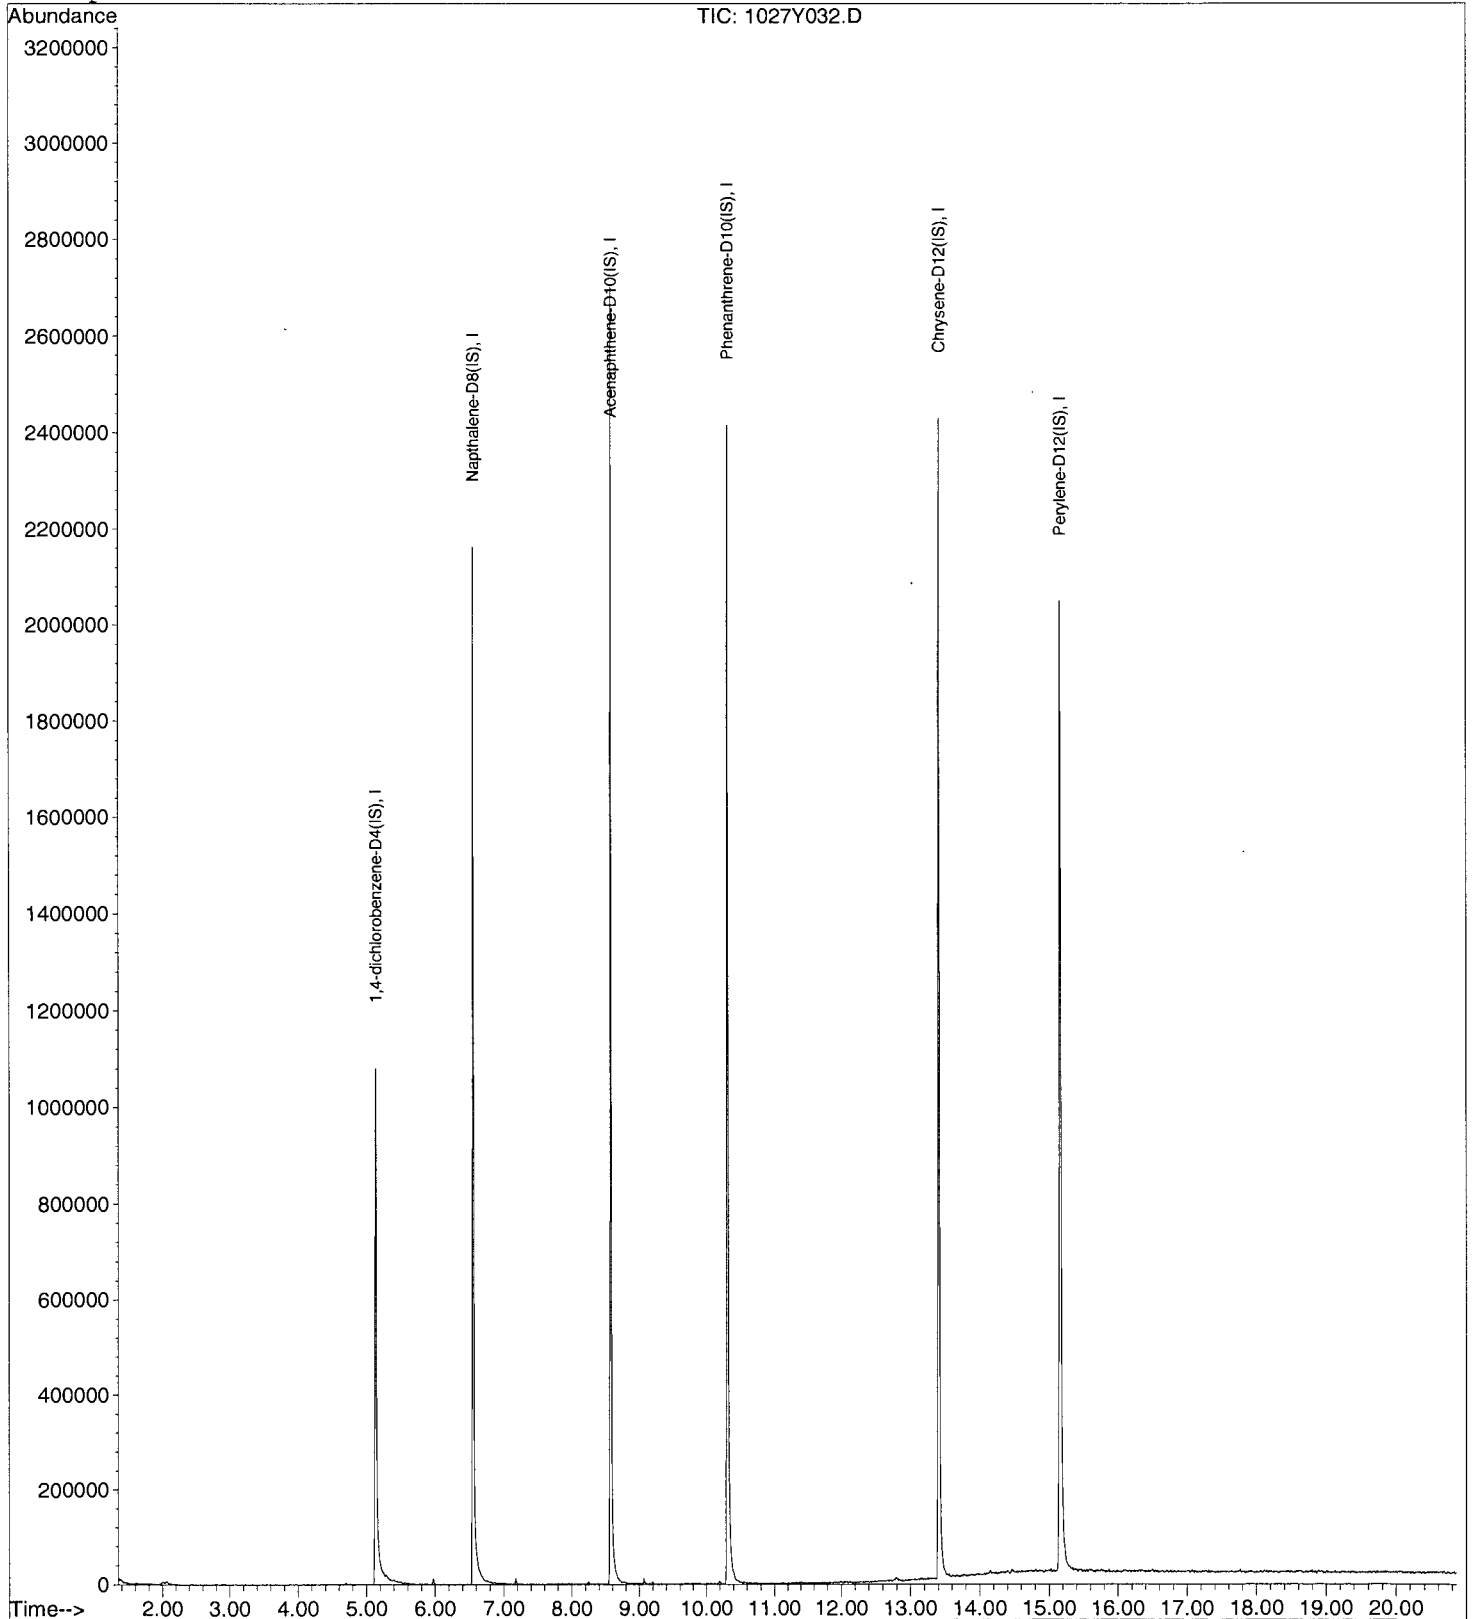 Abundance
TIC: 1027Y032.D
3200000
3000000
2800000
2600000
2400000
2200000
2000000
1800000
1600000
1400000
1200000
1000000
800000
600000
400000
200000
0
1,4-dichlorobenzene-D4(IS), I
Napthalene-D8(IS), I
Acenaphthene-D10(IS), I
Phenanthrene-D10(IS), I
Chrysene-D12(IS), I
Perylene-D12(IS), I
Time--> 2.00 3.00 4.00 5.00 6.00 7.00 8.00 9.00 10.00 11.00 12.00 13.00 14.00 15.00 16.00 17.00 18.00 19.00 20.00